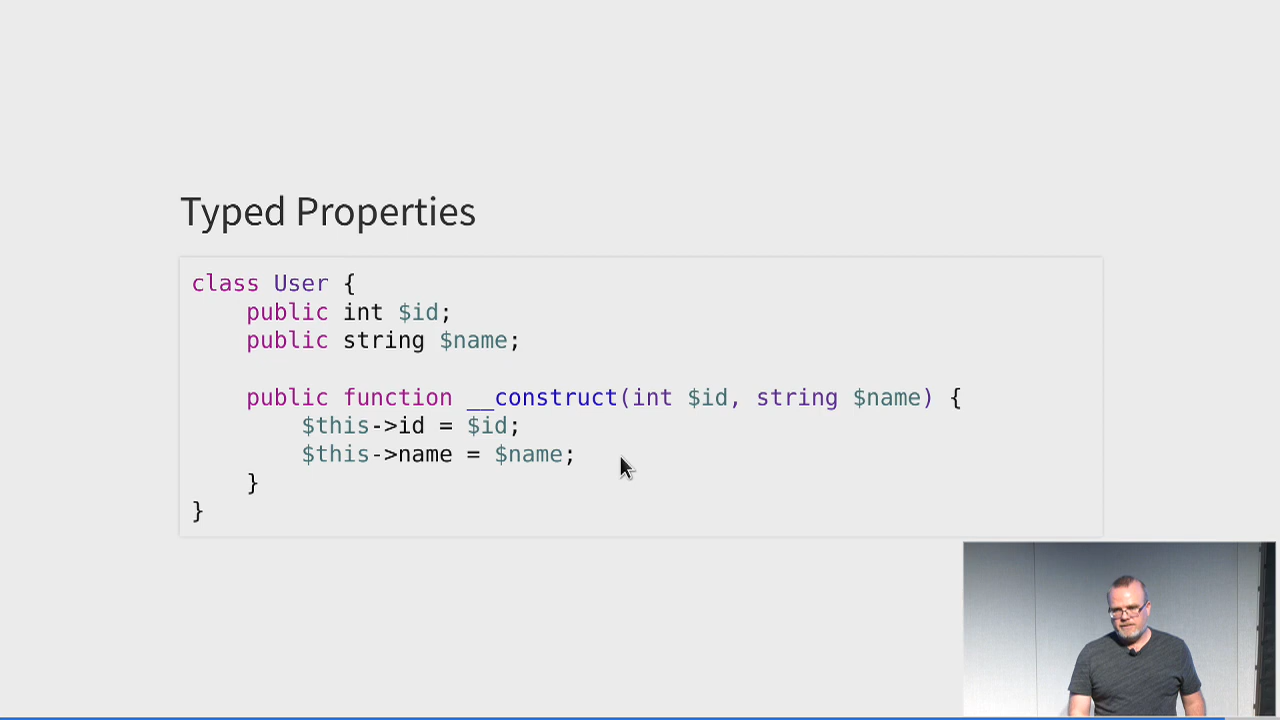 Typed Properties
class User {
    public int $id;
    public string $name;

    public function __construct(int $id, string $name) {
        $this->id = $id;
        $this->name = $name;
    }
}